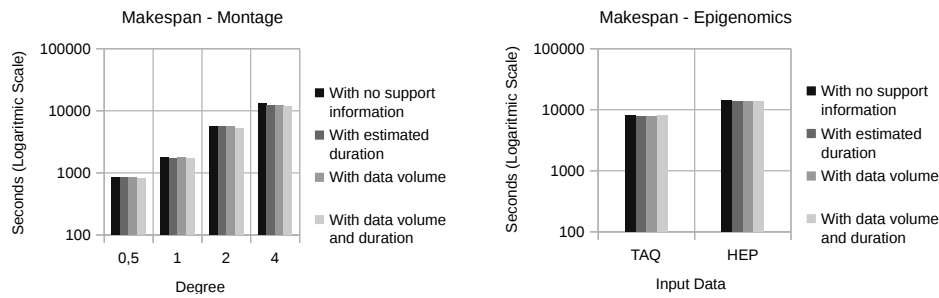 Makespan - Montage
Seconds (Logaritmic Scale)
100000
10000
1000
100
0,5
1
2
4
Degree
With no support
information
With estimated
duration
With data volume
With data volume
and duration
Makespan - Epigenomics
Seconds (Logaritmic Scale)
100000
10000
1000
100
TAQ
HEP
Input Data
With no support
information
With estimated
duration
With data volume
With data volume
and duration